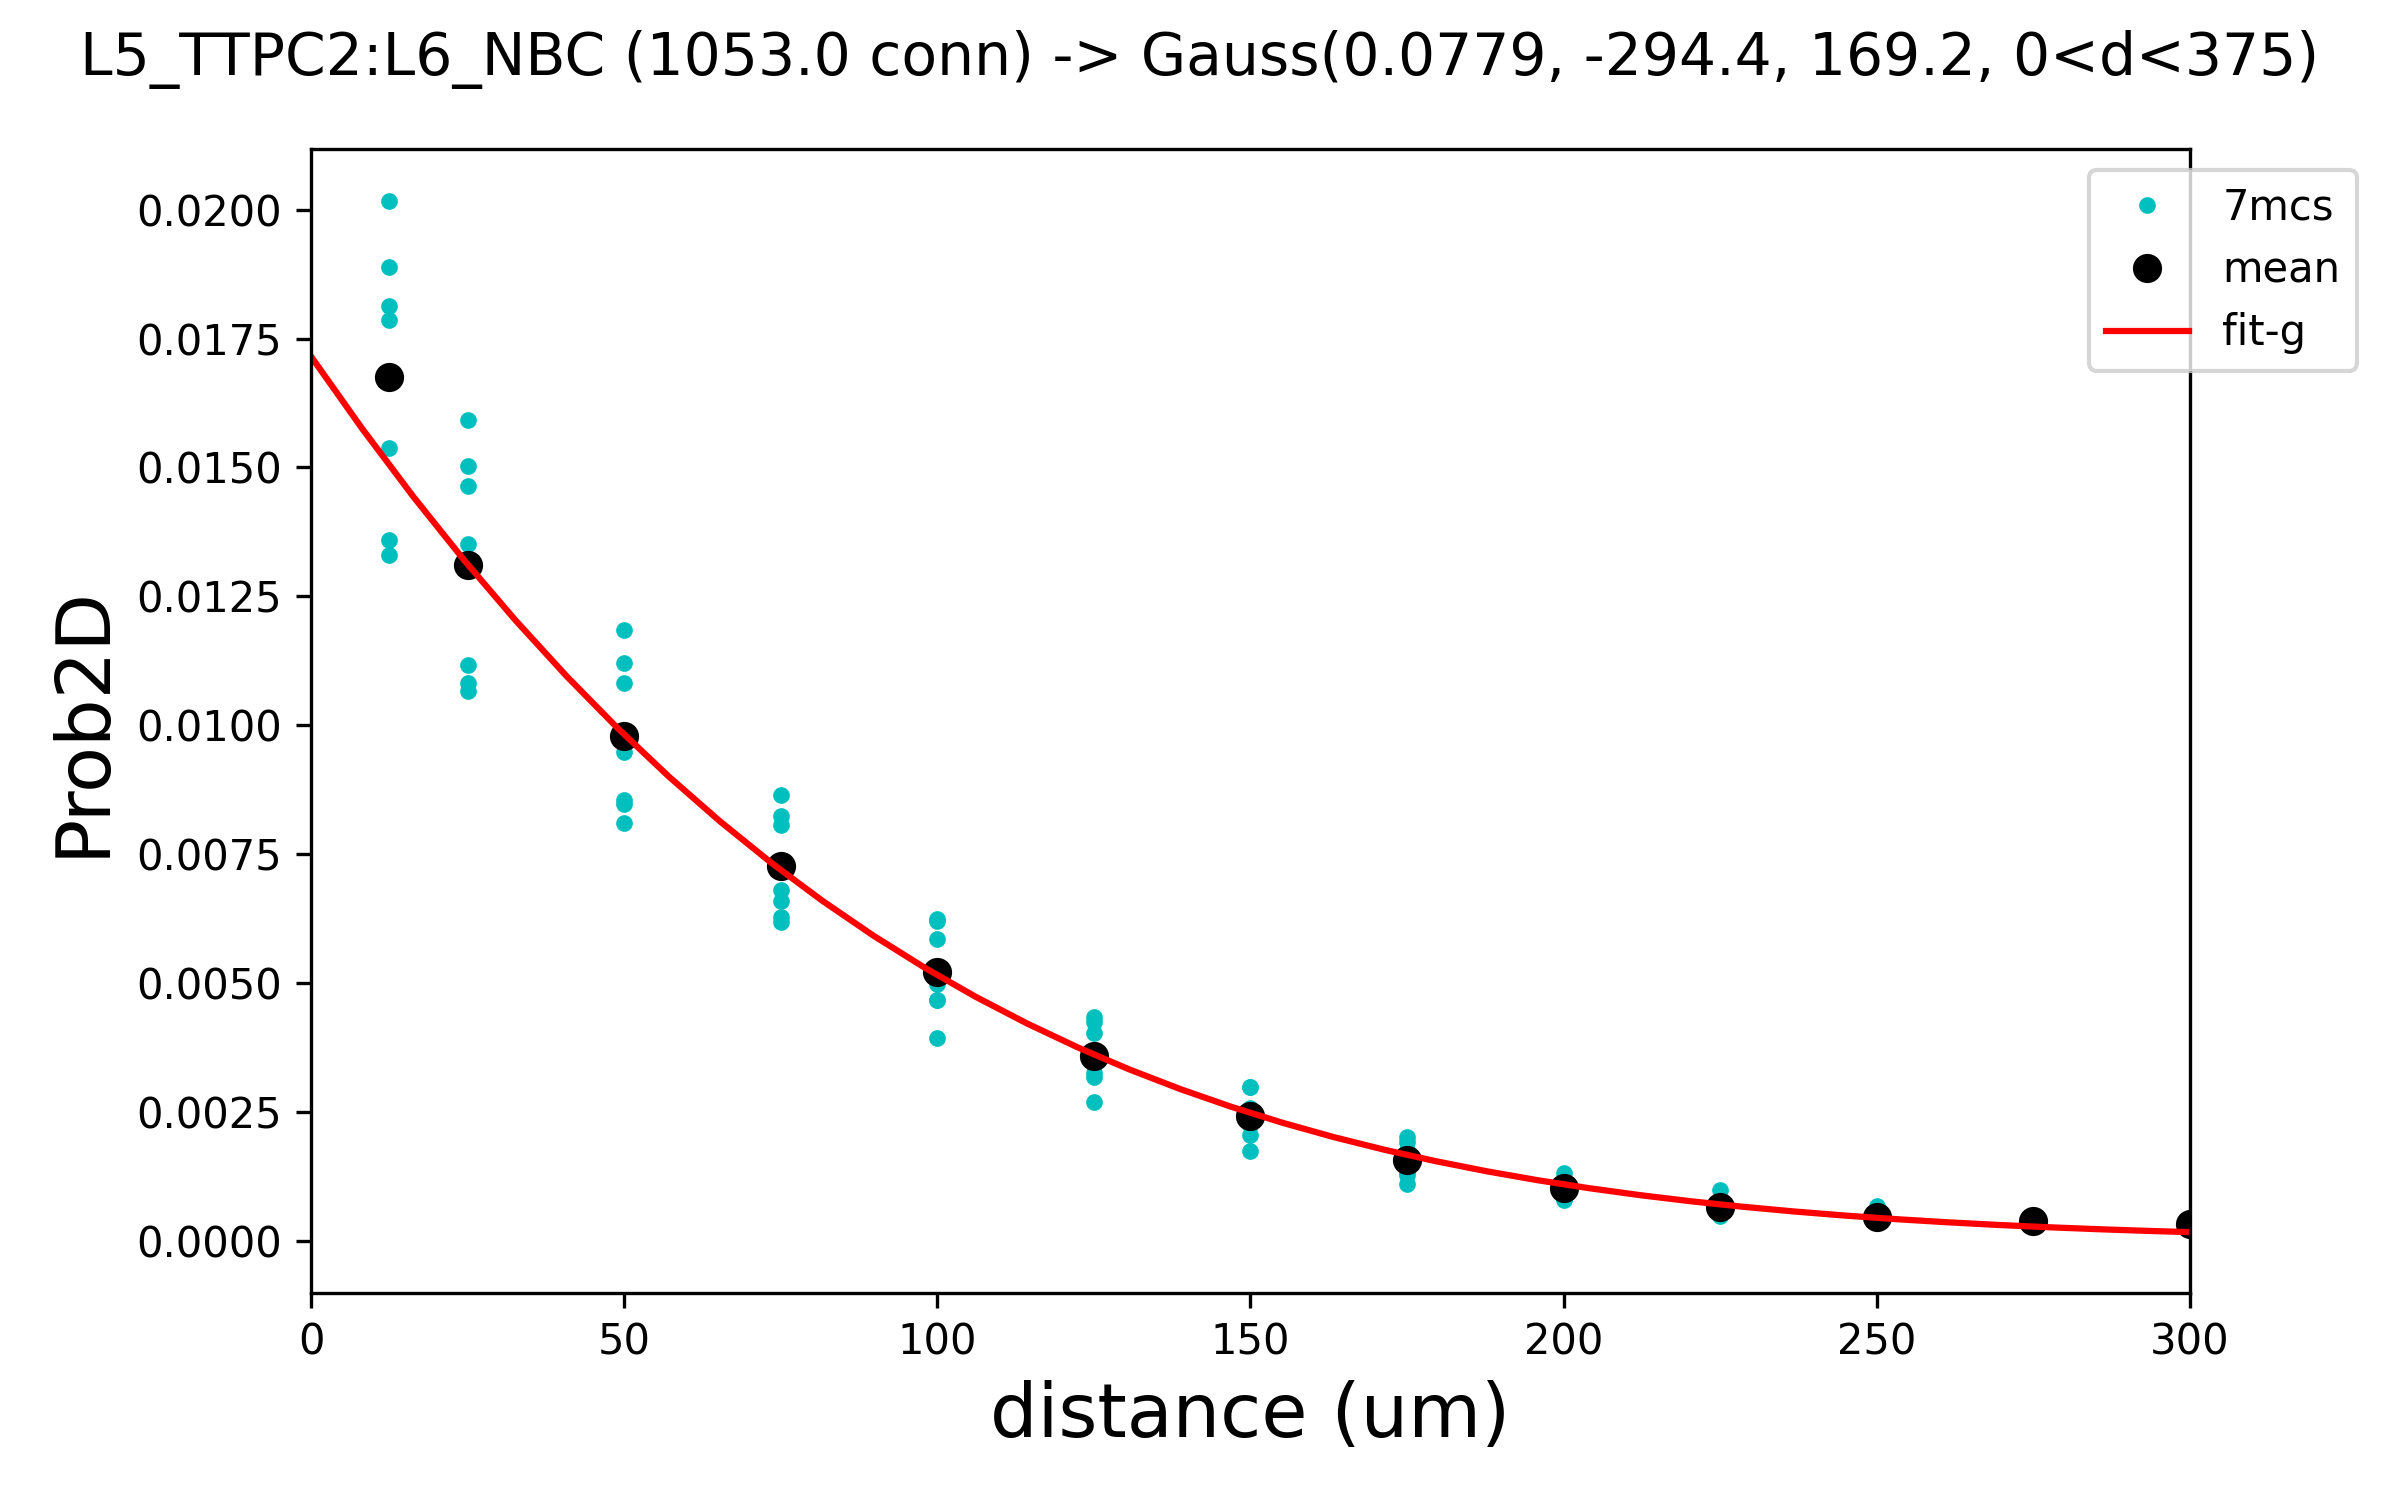 L5_TTPC2:L6_NBC (1053.0 conn) -> Gauss(0.0779, -294.4, 169.2, 0<d<375)
7mcs
mean
fit-g
0.0200
0.0175
0.0150
0.0125
0.0100
0.0075
0.0050
0.0025
0.0000
Prob2D
0 50 100 150 200 250 300
distance (um)